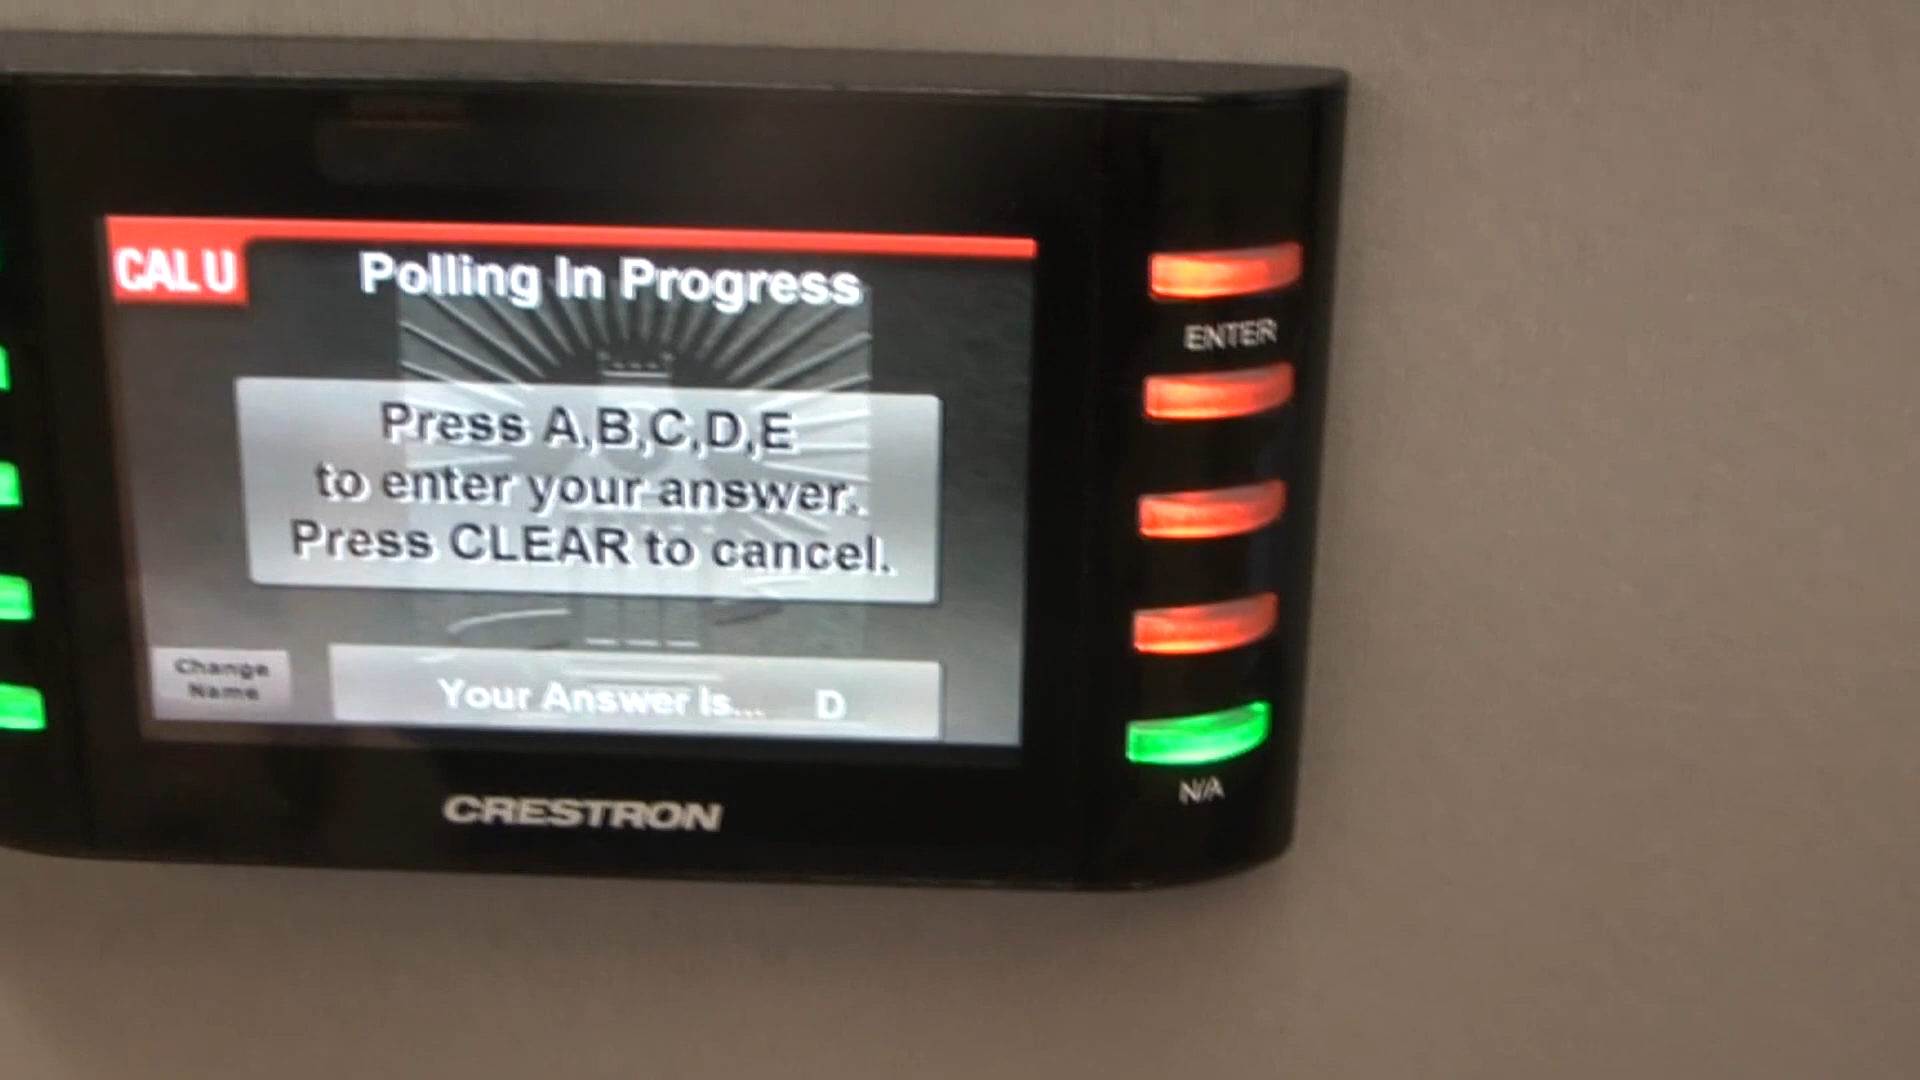 CAL U
Polling In Progress
Press A,B,C,D,E
to enter your answer.
Press CLEAR to cancel.
Change
Name
Your Answer Is... D
CRESTRON
ENTER
N/A